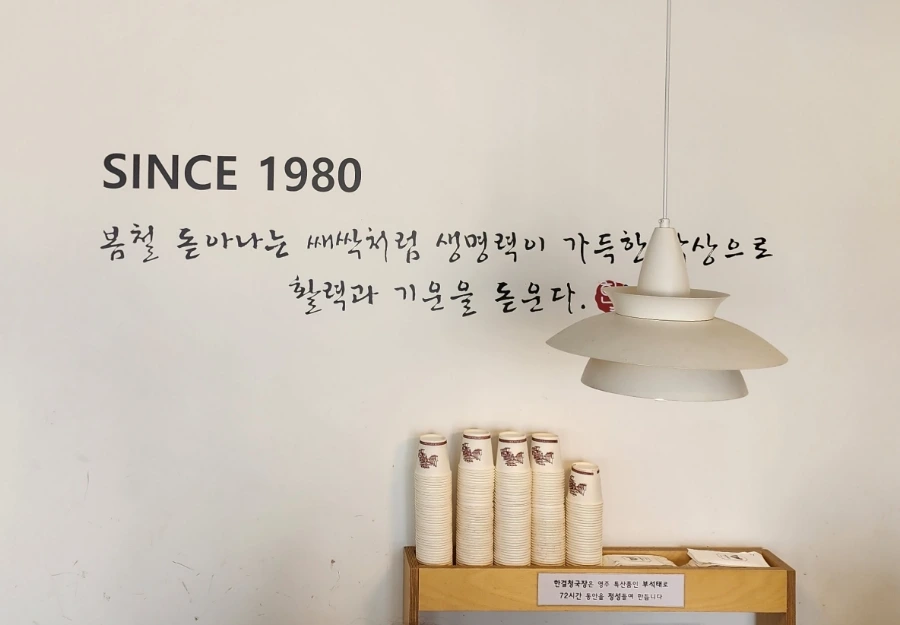 SINCE 1980
봄철 돋아나는 새싹처럼 생명력이 가득한 상으로
활력과 기운을 돋운다.
한결청국장은 영주 특산품인 부석태로
72시간 동안을 정성들여 만듭니다